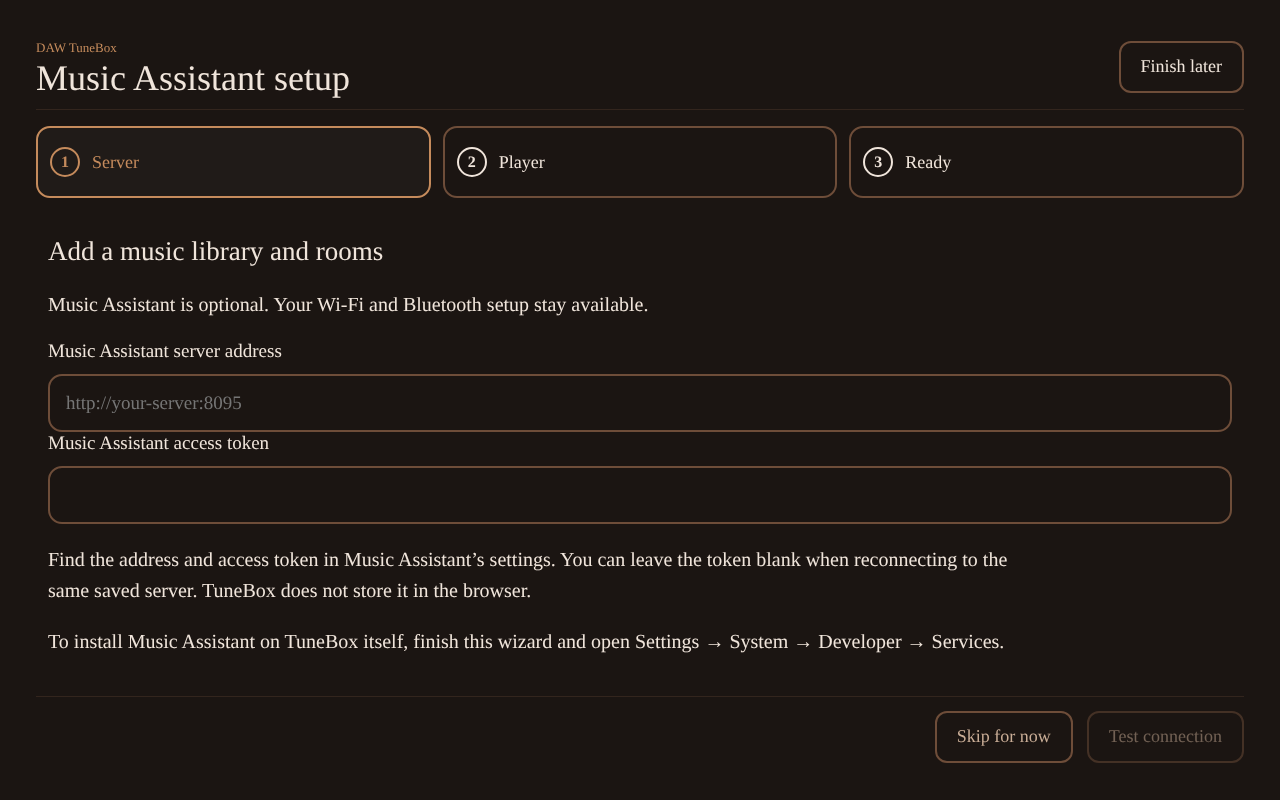 DAW TuneBox
Music Assistant setup
Finish later
1 Server
2 Player
3 Ready
Add a music library and rooms
Music Assistant is optional. Your Wi-Fi and Bluetooth setup stay available.
Music Assistant server address
http://your-server:8095
Music Assistant access token
Find the address and access token in Music Assistant’s settings. You can leave the token blank when reconnecting to the
same saved server. TuneBox does not store it in the browser.
To install Music Assistant on TuneBox itself, finish this wizard and open Settings → System → Developer → Services.
Skip for now
Test connection